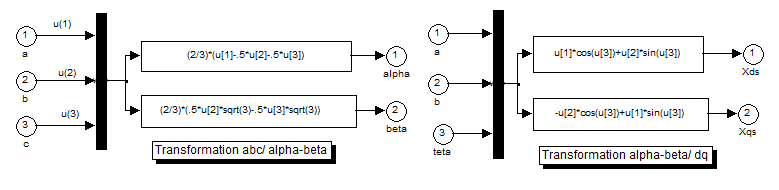 1
u(1)
a
2
u(2)
b
3
u(3)
c
(2/3)*(u[1]-.5*u[2]-.5*u[3])
1
alpha
(2/3)*(.5*u[2]*sqrt(3)-.5*u[3]*sqrt(3))
2
beta
Transformation abc/ alpha-beta
1
a
2
b
3
teta
u[1]*cos(u[3])+u[2]*sin(u[3])
1
Xds
-u[2]*cos(u[3])+u[1]*sin(u[3])
2
Xqs
Transformation alpha-beta/ dq